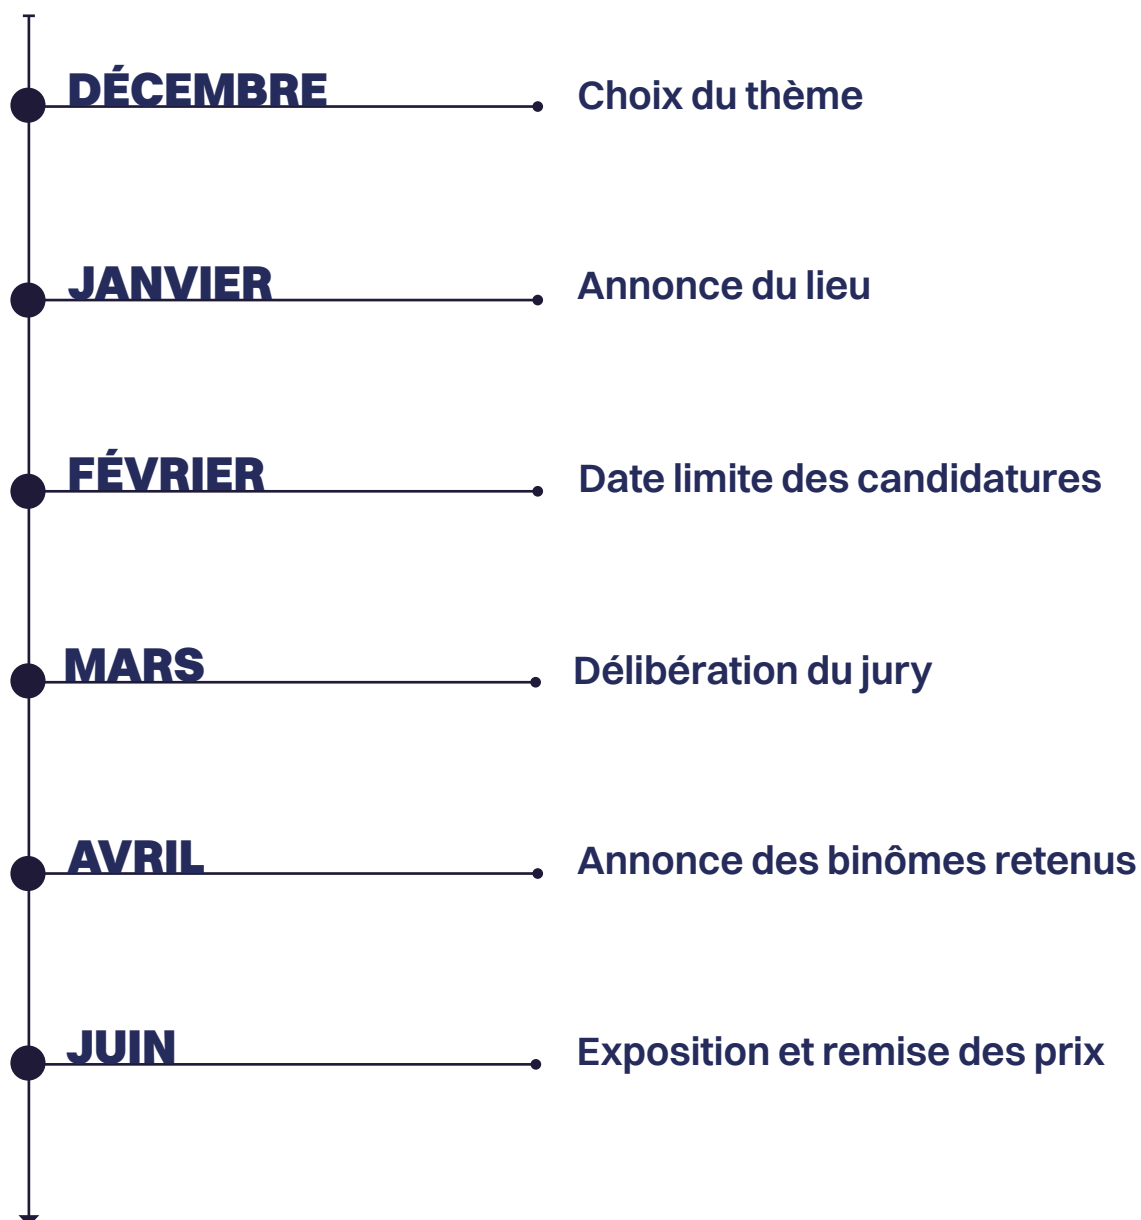 DÉCEMBRE
Choix du thème
JANVIER
Annonce du lieu
FÉVRIER
Date limite des candidatures
MARS
Délibération du jury
AVRIL
Annonce des binômes retenus
JUIN
Exposition et remise des prix